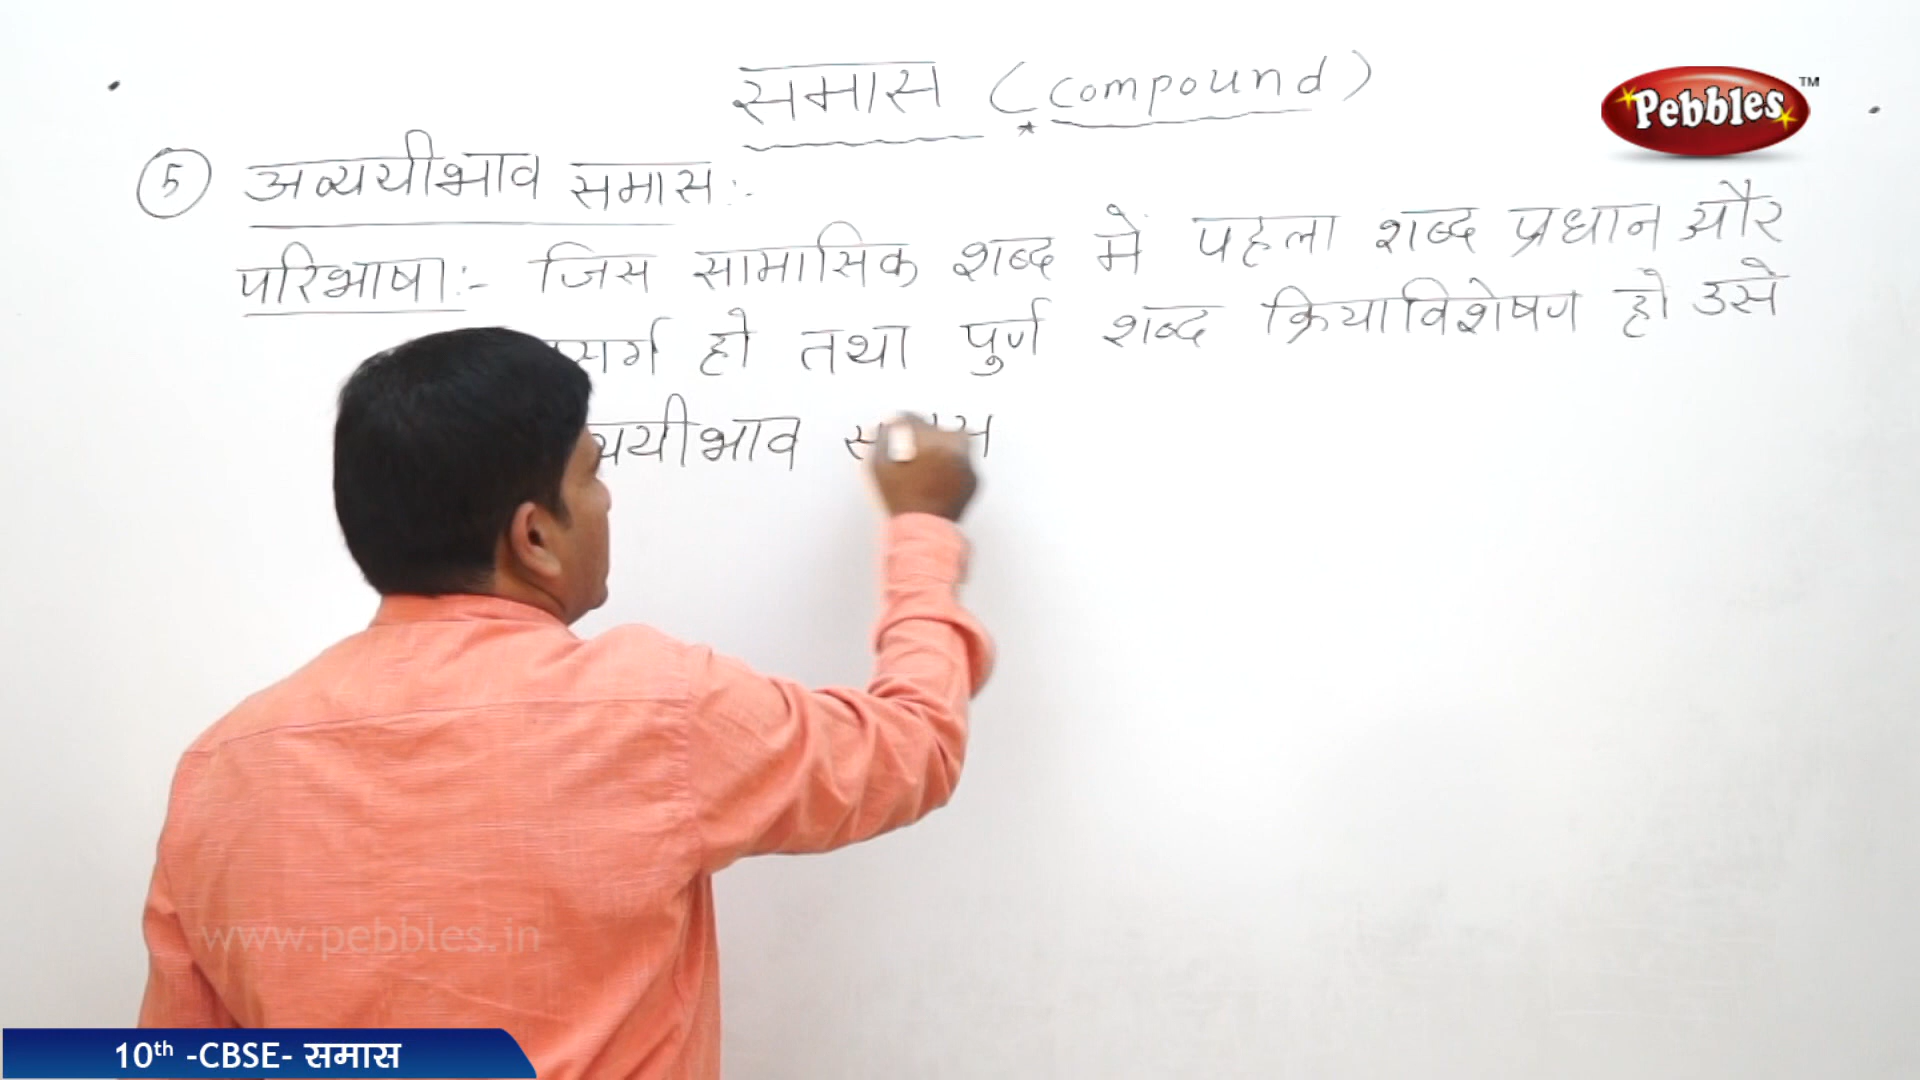 समास (compound)
Pebbles™
5 अव्ययीभाव समास :-
परिभाषा :- जिस सामासिक शब्द में पहला शब्द प्रधान और
हो तथा पुर्ण शब्द क्रियाविशेषण हो उसे
www.pebbles.in
10th -CBSE- समास